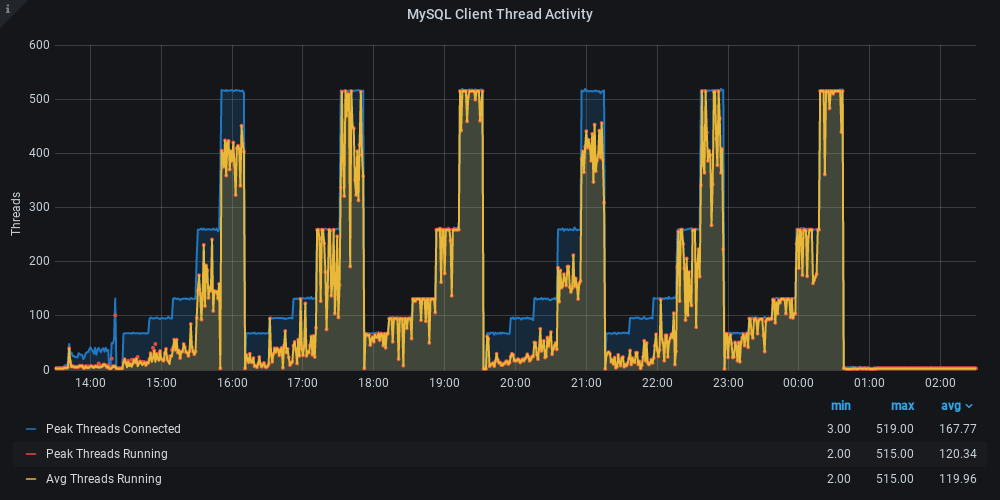 i
MySQL Client Thread Activity
600
500
400
300
200
100
0
Threads
14:00 15:00 16:00 17:00 18:00 19:00 20:00 21:00 22:00 23:00 00:00 01:00 02:00
min max avg
Peak Threads Connected 3.00 519.00 167.77
Peak Threads Running 2.00 515.00 120.34
Avg Threads Running 2.00 515.00 119.96